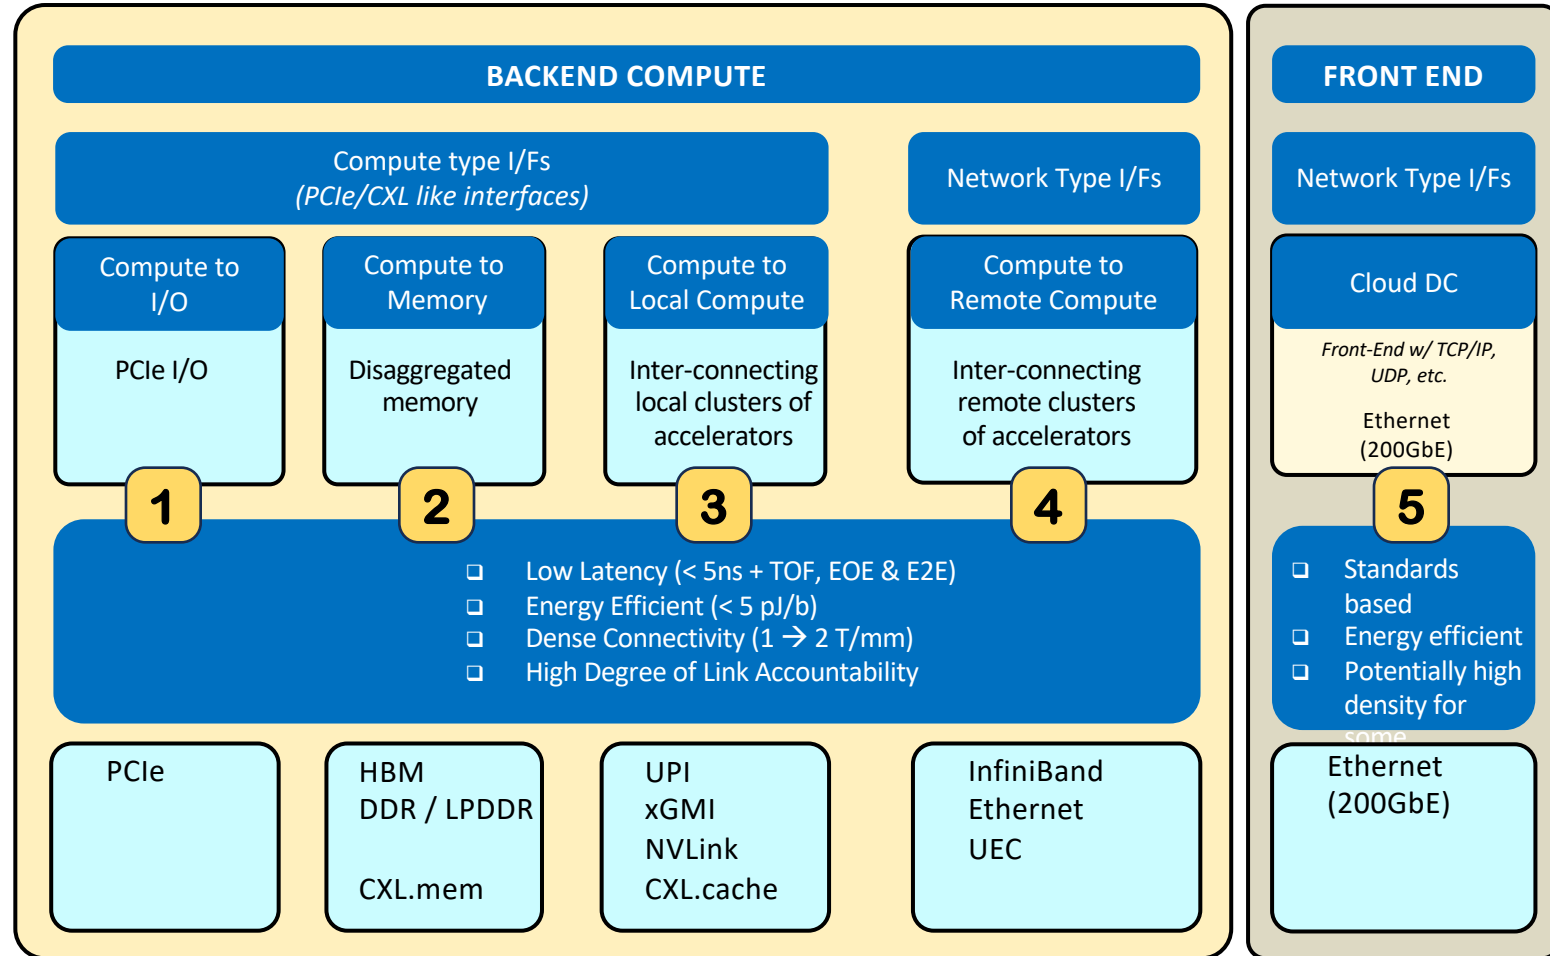 BACKEND COMPUTE
Compute type I/Fs
(PCIe/CXL like interfaces)
Network Type I/Fs
Compute to
I/O
PCIe I/O
1
Compute to
Memory
Disaggregated
memory
2
Compute to
Local Compute
Inter-connecting
local clusters of
accelerators
3
Compute to
Remote Compute
Inter-connecting
remote clusters
of accelerators
4
❑ Low Latency (< 5ns + TOF, EOE & E2E)
❑ Energy Efficient (< 5 pJ/b)
❑ Dense Connectivity (1 → 2 T/mm)
❑ High Degree of Link Accountability
PCIe
HBM
DDR / LPDDR
CXL.mem
UPI
xGMI
NVLink
CXL.cache
InfiniBand
Ethernet
UEC
FRONT END
Network Type I/Fs
Cloud DC
Front-End w/ TCP/IP,
UDP, etc.
Ethernet
(200GbE)
5
❑ Standards
based
❑ Energy efficient
❑ Potentially high
density for
some
Ethernet
(200GbE)